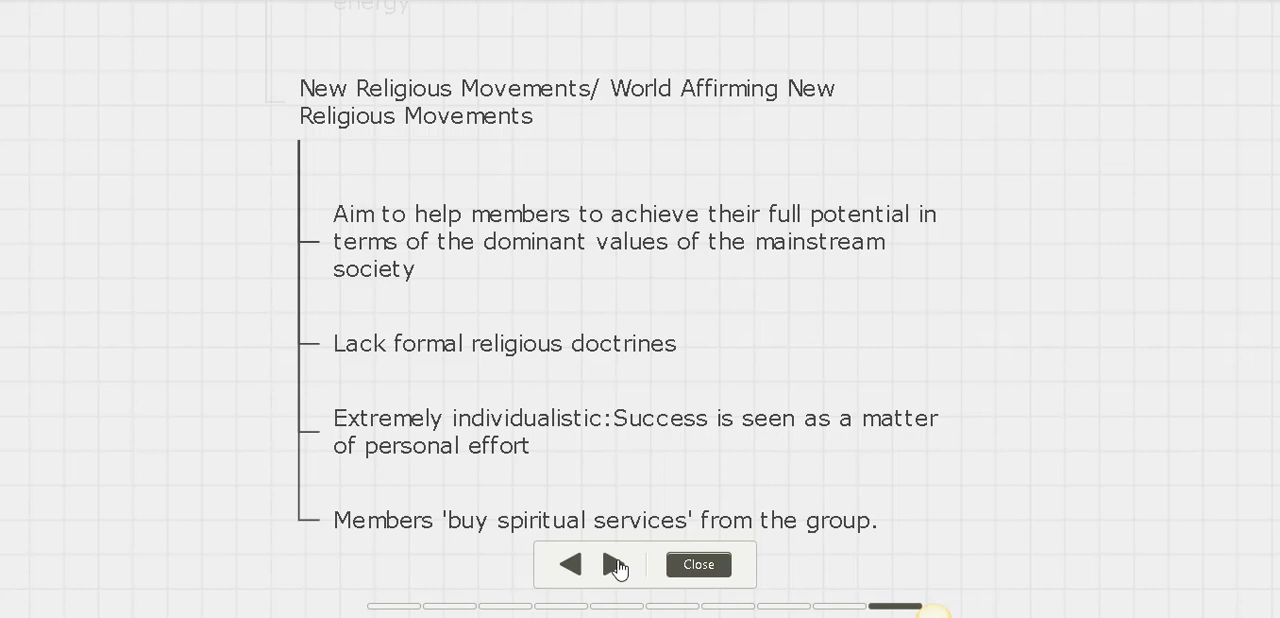 energy
New Religious Movements/ World Affirming New
Religious Movements
Aim to help members to achieve their full potential in
terms of the dominant values of the mainstream
society
Lack formal religious doctrines
Extremely individualistic:Success is seen as a matter
of personal effort
Members 'buy spiritual services' from the group.
Close